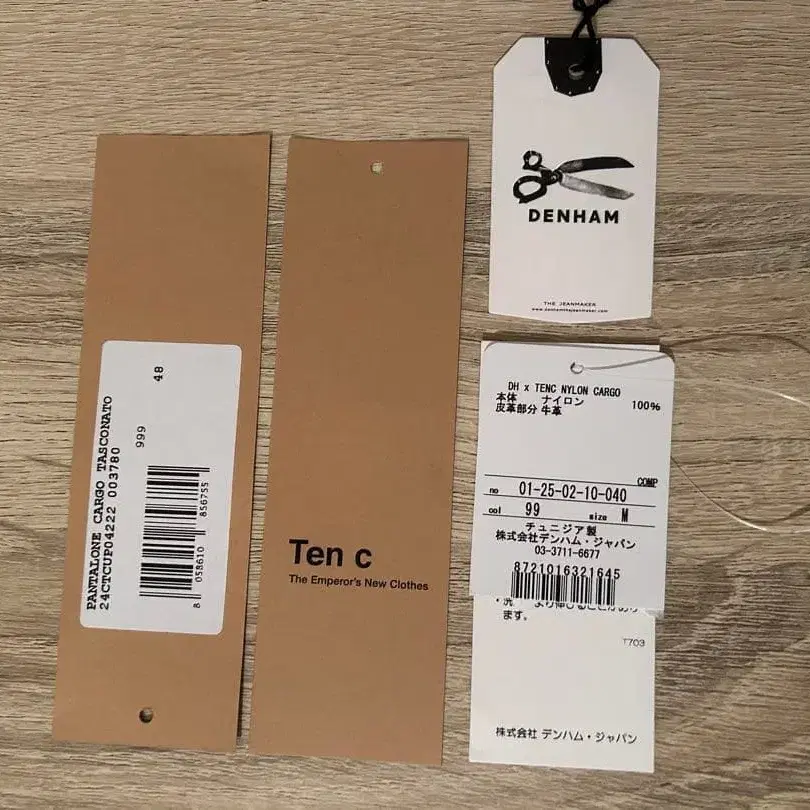 PANTALONE CARGO TASCONATO
24CTCUP04222 003780
999
48
8 058610 856755
Ten c
The Emperor's New Clothes
DENHAM
THE JEANMAKER
www.denhamthejeanmaker.com
DH x TENC NYLON CARGO
本体 ナイロン 100%
皮革部分 牛革
COMP
no 01-25-02-10-040
col 99 size M
チュニジア製
株式会社デンハム・ジャパン
03-3711-6677
8721016321645
ます。
T703
株式会社 デンハム・ジャパン